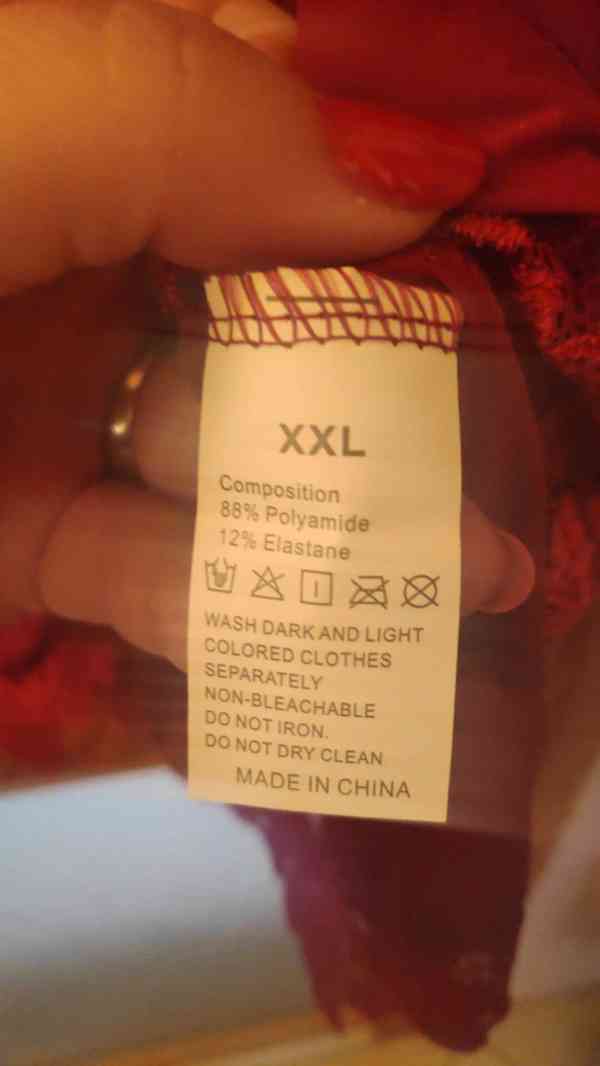 XXL
Composition
88% Polyamide
12% Elastane
WASH DARK AND LIGHT
COLORED CLOTHES
SEPARATELY
NON-BLEACHABLE
DO NOT IRON.
DO NOT DRY CLEAN
MADE IN CHINA